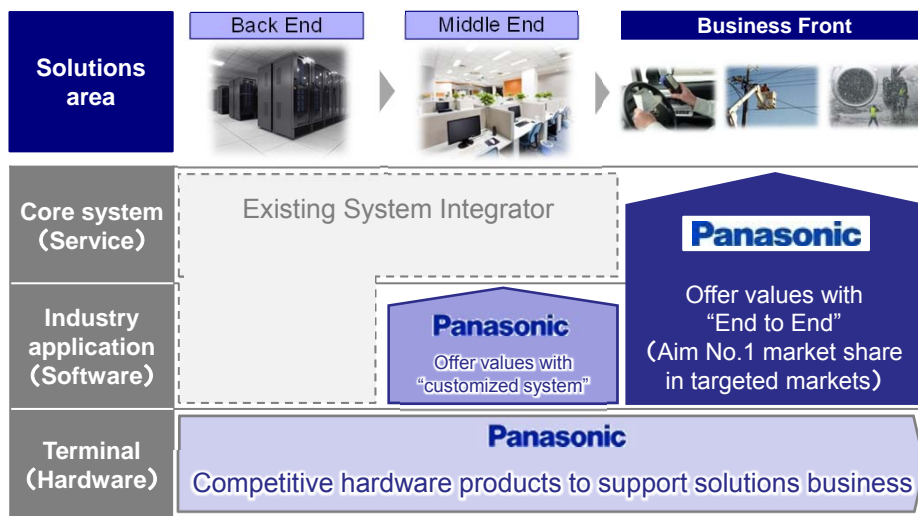 Solutions
area
Back End
Middle End
Business Front
Core system
（Service）
Existing System Integrator
Panasonic
Offer values with
“End to End”
（Aim No.1 market share
in targeted markets）
Industry
application
（Software）
Panasonic
Offer values with
“customized system”
Terminal
（Hardware）
Panasonic
Competitive hardware products to support solutions business